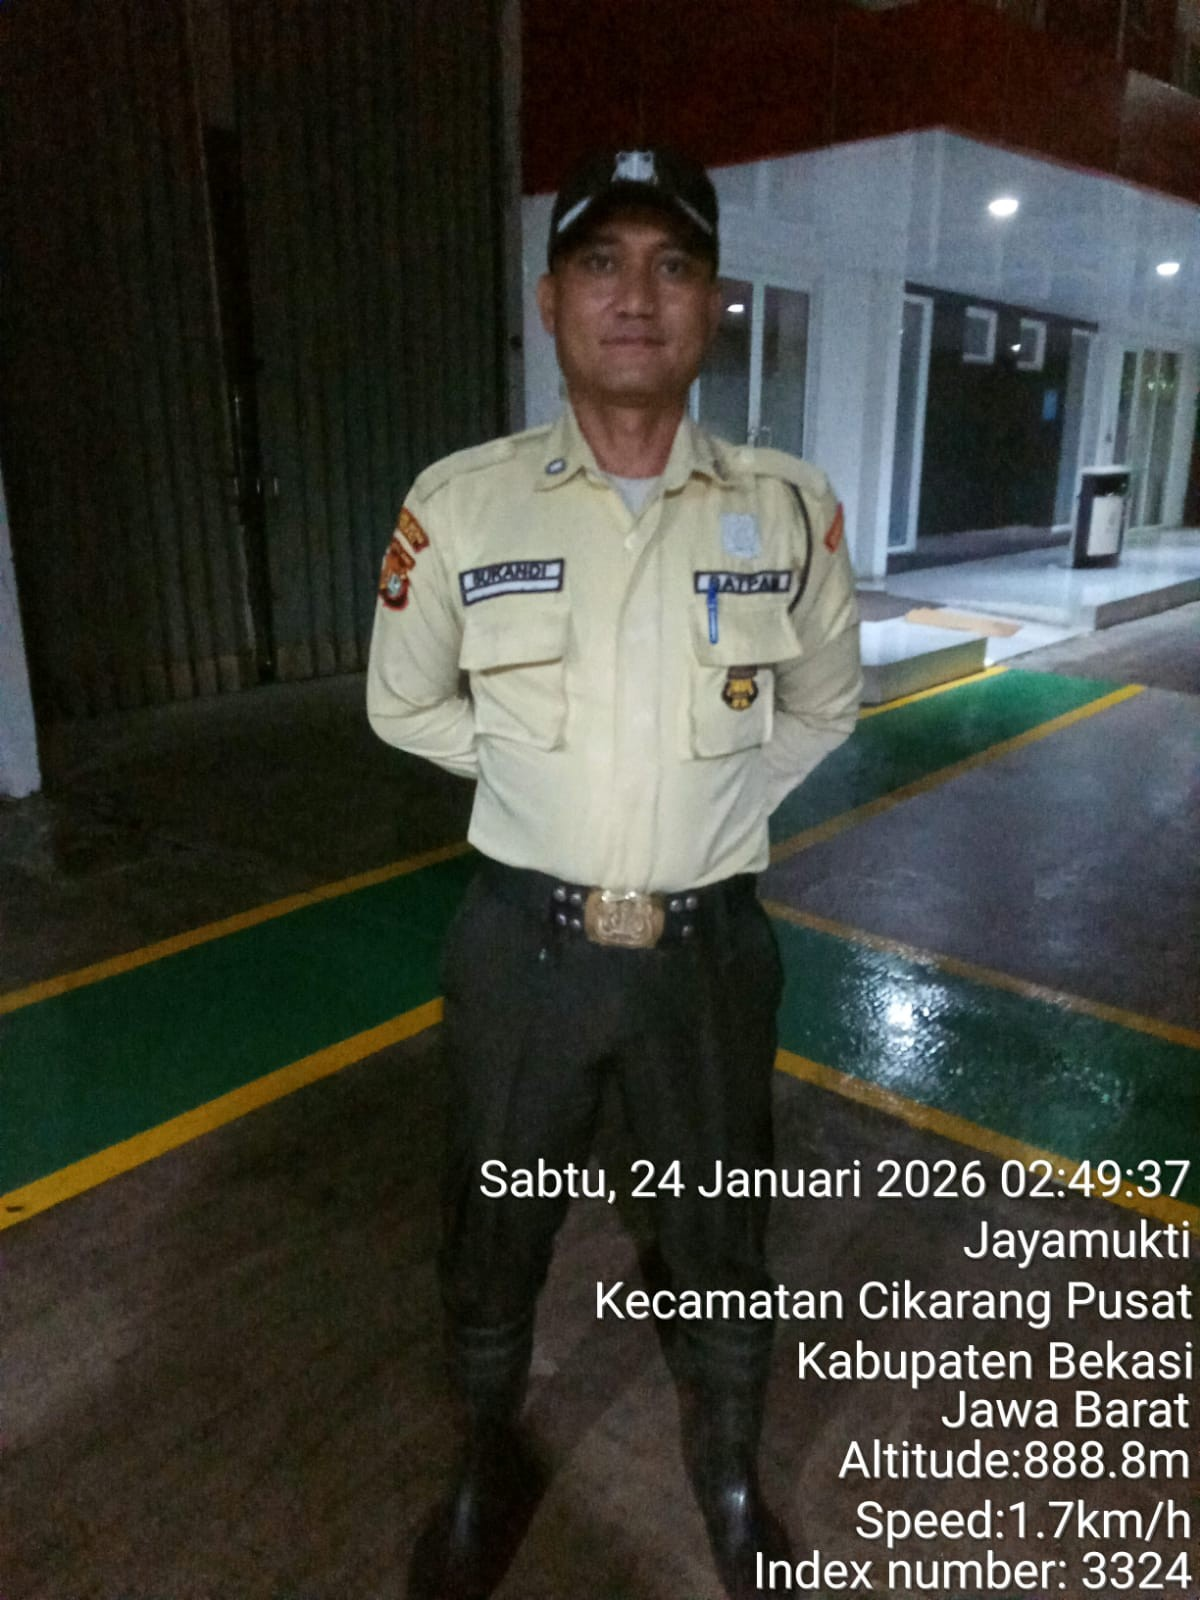 SUKANDI
SATPAM
Sabtu, 24 Januari 2026 02:49:37
Jayamukti
Kecamatan Cikarang Pusat
Kabupaten Bekasi
Jawa Barat
Altitude:888.8m
Speed:1.7km/h
Index number: 3324